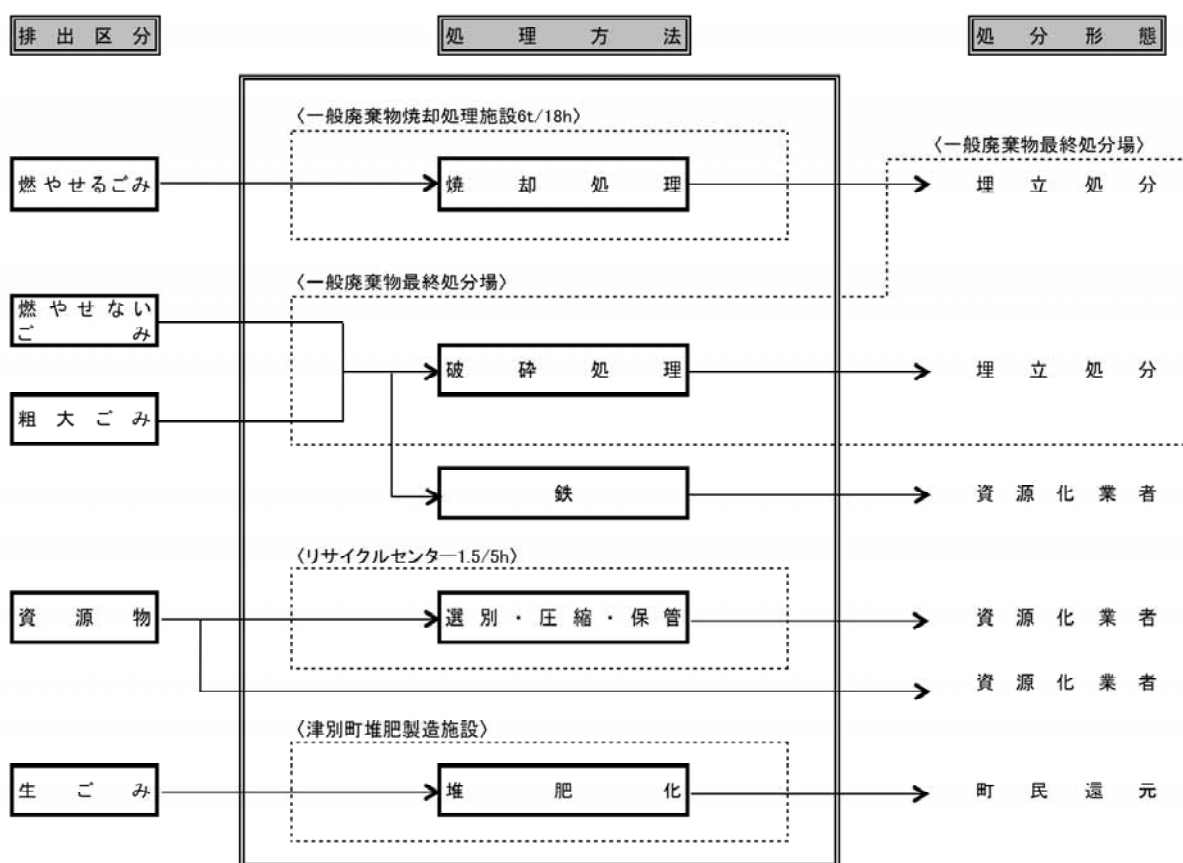 排出区分
処理方法
処分形態
〈一般廃棄物焼却処理施設6t/18h〉
〈一般廃棄物最終処分場〉
燃やせるごみ
焼却処理
埋立処分
〈一般廃棄物最終処分場〉
燃やせない
ごみ
破砕処理
埋立処分
粗大ごみ
鉄
資源化業者
〈リサイクルセンター1.5/5h〉
資源物
選別・圧縮・保管
資源化業者
資源化業者
〈津別町堆肥製造施設〉
生ごみ
堆肥化
町民還元